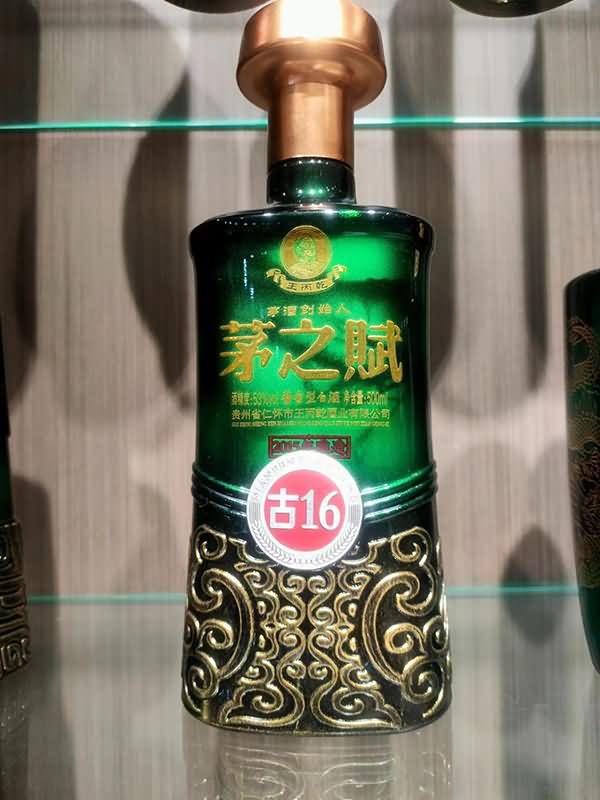 王丙乾
茅酒创始人
茅之賦
酒精度:53%vol 酱香型白酒 净含量:500ml
贵州省仁怀市王丙乾酒业有限公司
古16